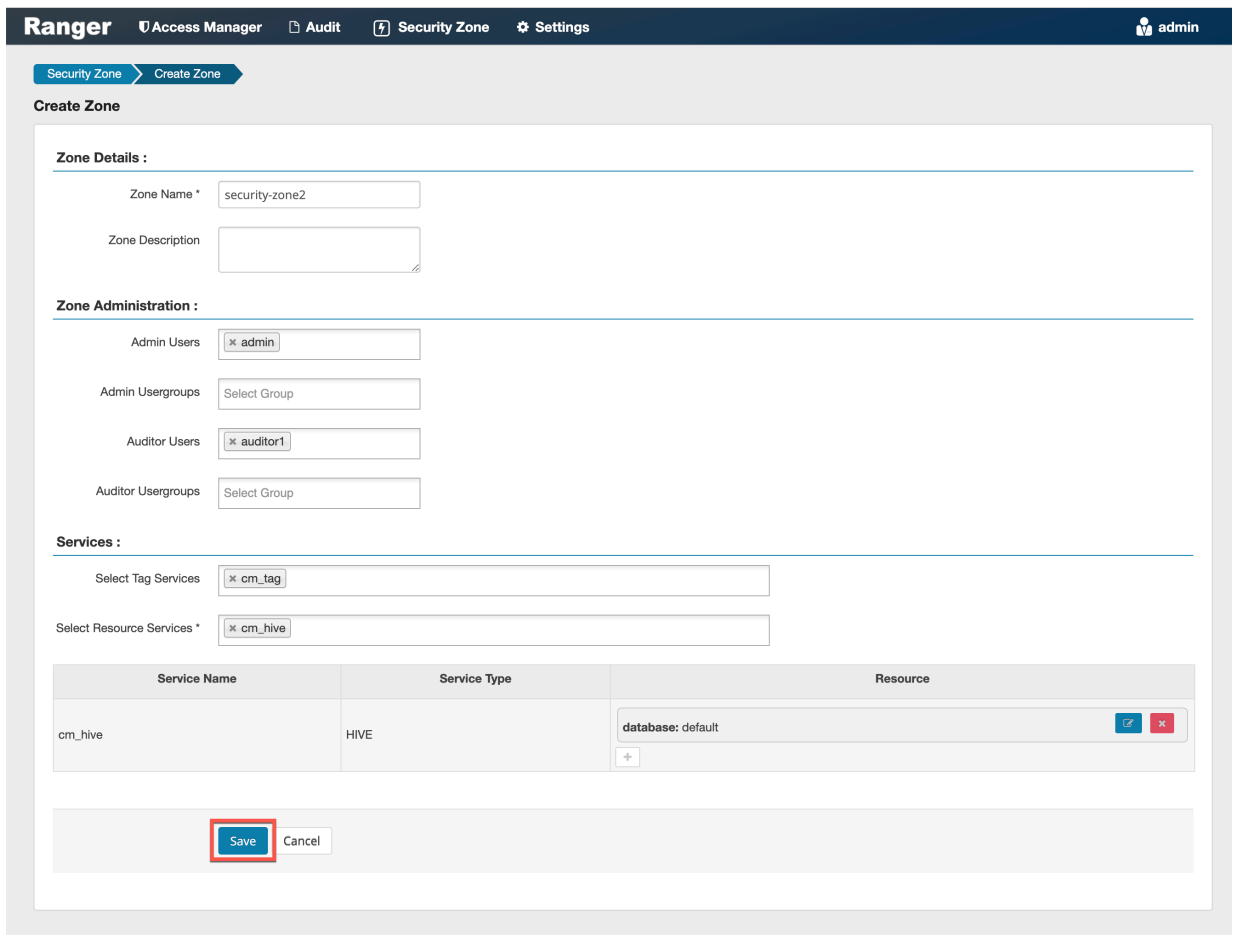 Ranger Access Manager Audit Security Zone Settings admin
Security Zone Create Zone
Create Zone
Zone Details :
Zone Name * security-zone2
Zone Description
Zone Administration :
Admin Users × admin
Admin Usergroups Select Group
Auditor Users × auditor1
Auditor Usergroups Select Group
Services :
Select Tag Services × cm_tag
Select Resource Services * × cm_hive
Service Name Service Type Resource
cm_hive HIVE database: default
+
Save Cancel